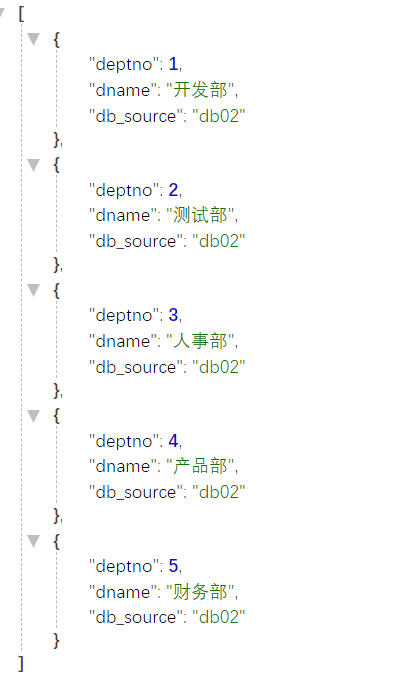 [
{
"deptno": 1,
"dname": "开发部",
"db_source": "db02"
},
{
"deptno": 2,
"dname": "测试部",
"db_source": "db02"
},
{
"deptno": 3,
"dname": "人事部",
"db_source": "db02"
},
{
"deptno": 4,
"dname": "产品部",
"db_source": "db02"
},
{
"deptno": 5,
"dname": "财务部",
"db_source": "db02"
}
]